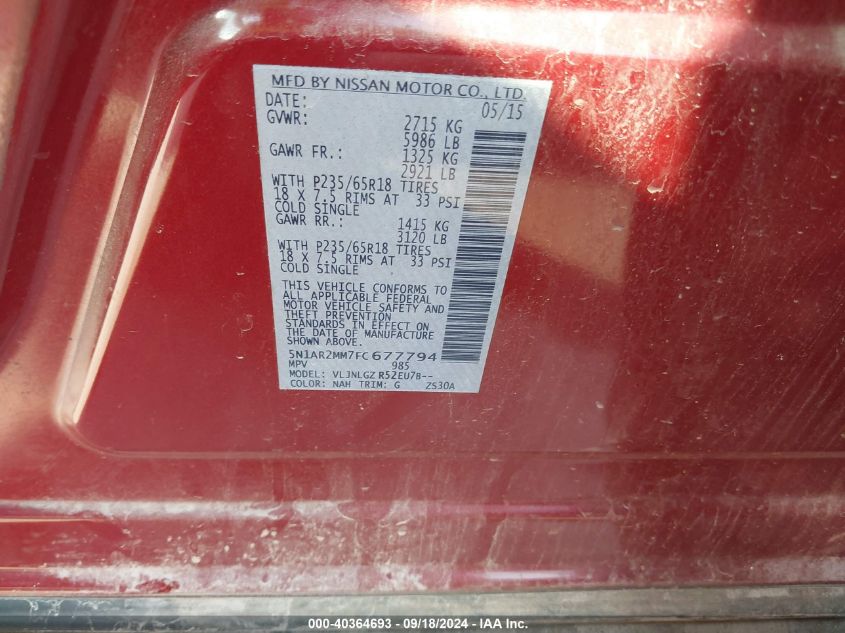 MFD BY NISSAN MOTOR CO., LTD.
DATE: 05/15
GVWR: 2715 KG
5986 LB
GAWR FR.: 1325 KG
2921 LB
WITH P235/65R18 TIRES
18 X 7.5 RIMS AT 33 PSI
COLD SINGLE
GAWR RR.: 1415 KG
3120 LB
WITH P235/65R18 TIRES
18 X 7.5 RIMS AT 33 PSI
COLD SINGLE
THIS VEHICLE CONFORMS TO
ALL APPLICABLE FEDERAL
MOTOR VEHICLE SAFETY AND
THEFT PREVENTION
STANDARDS IN EFFECT ON
THE DATE OF MANUFACTURE
SHOWN ABOVE.
5N1AR2MM7FC677794
MPV 985
MODEL: VLJNLGZ R52EU7B--
COLOR: NAH TRIM: G ZS30A
000-40364693 - 09/18/2024 - IAA, Inc.